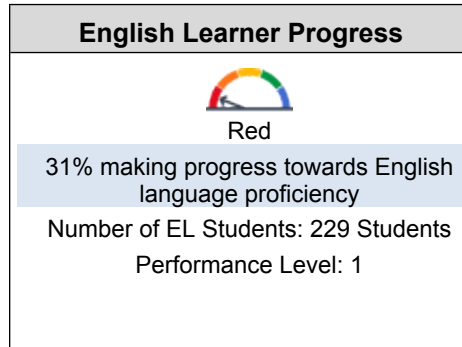 English Learner Progress
Red
31% making progress towards English
language proficiency
Number of EL Students: 229 Students
Performance Level: 1